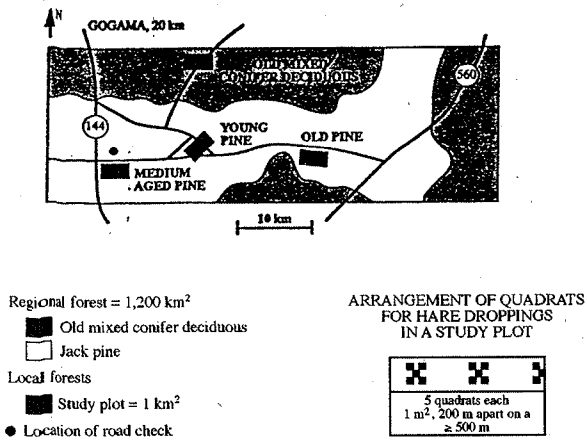 N
GOGAMA, 20 km
OLD MIXED
CONIFER DECIDUOUS
560
144
YOUNG
PINE
OLD PINE
MEDIUM
AGED PINE
10 km
Regional forest = 1,200 km²
Old mixed conifer deciduous
Jack pine
Local forests
Study plot = 1 km²
Location of road check
ARRANGEMENT OF QUADRATS
FOR HARE DROPPINGS
IN A STUDY PLOT
5 quadrats each
1 m², 200 m apart on a
≥ 500 m